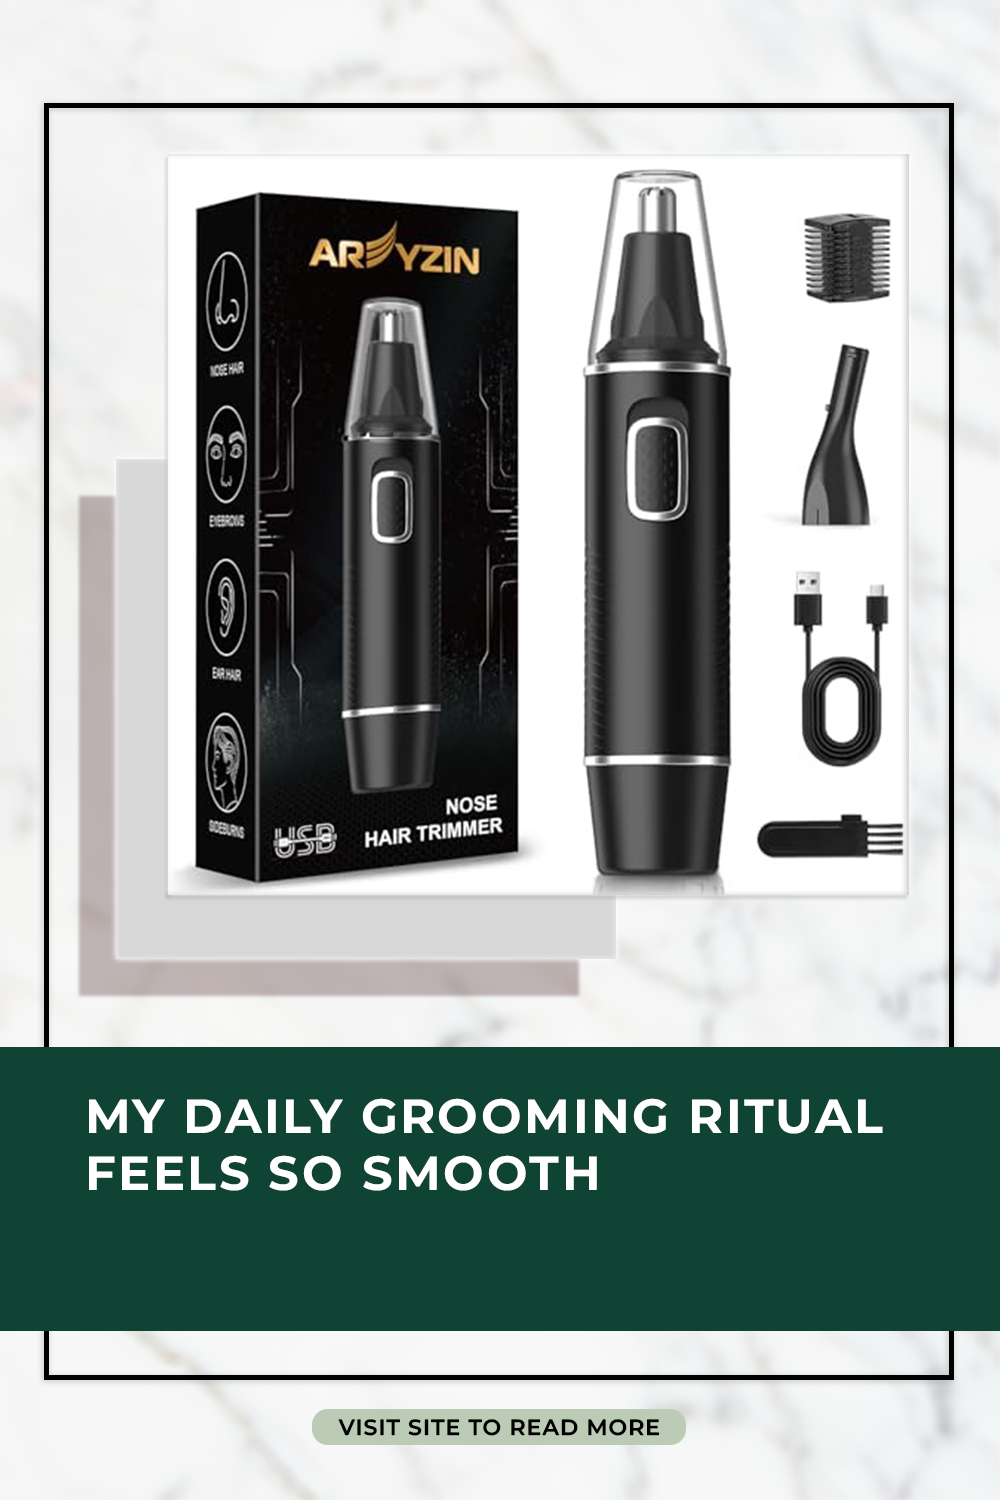 AREYZIN
NOSE HAIR
EYEBROWS
EAR HAIR
SIDEBURNS
USB
NOSE
HAIR TRIMMER
MY DAILY GROOMING RITUAL
FEELS SO SMOOTH
VISIT SITE TO READ MORE